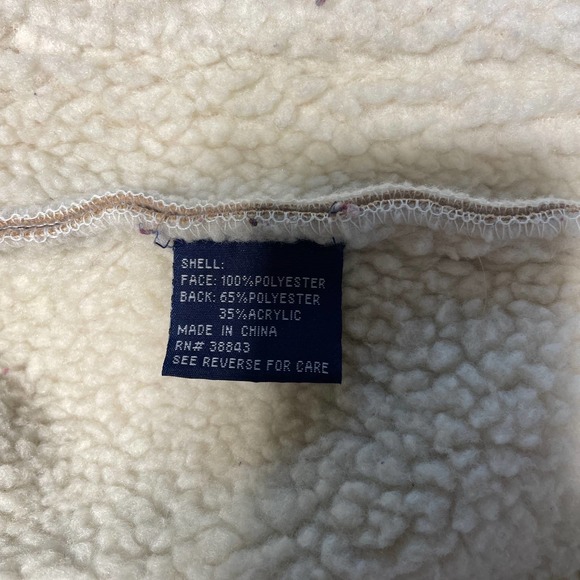 SHELL:
FACE: 100%POLYESTER
BACK: 65%POLYESTER
35%ACRYLIC
MADE IN CHINA
RN# 38843
SEE REVERSE FOR CARE